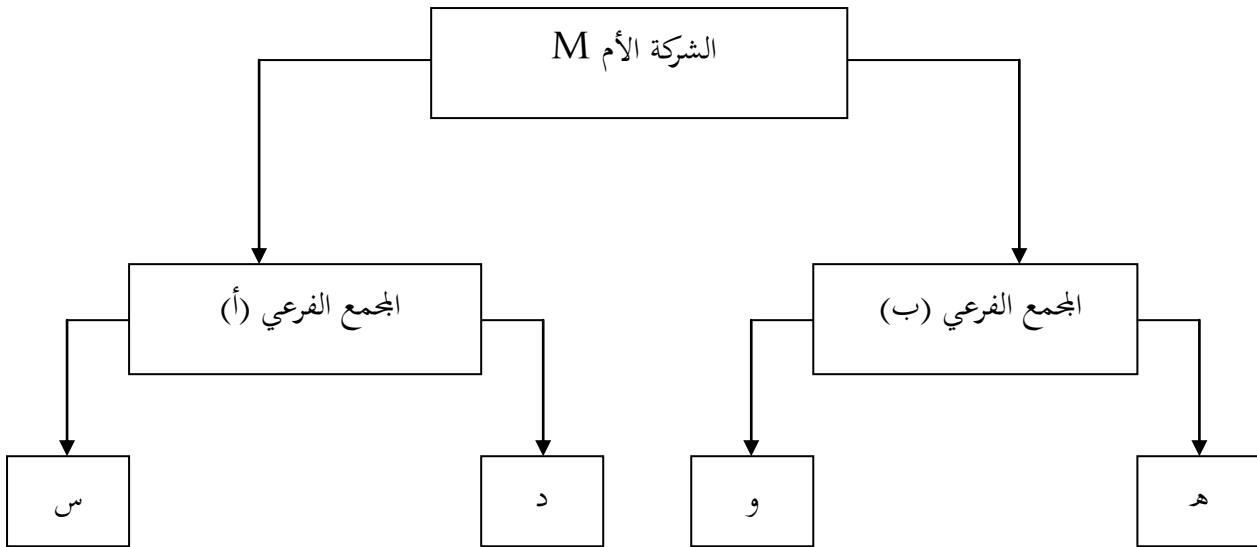 الشركة الأم M
المجمع الفرعي (ب)
المجمع الفرعي (أ)
هـ
و
د
س